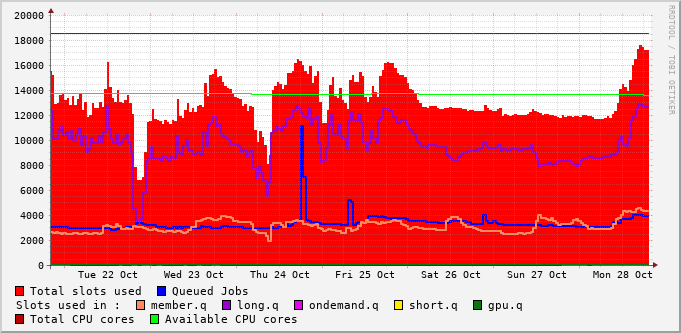 20000
18000
16000
14000
12000
10000
8000
6000
4000
2000
0
Tue 22 Oct Wed 23 Oct Thu 24 Oct Fri 25 Oct Sat 26 Oct Sun 27 Oct Mon 28 Oct
Total slots used Queued Jobs
Slots used in : member.q long.q ondemand.q short.q gpu.q
Total CPU cores Available CPU cores
RRDTOOL / TOBI OETIKER